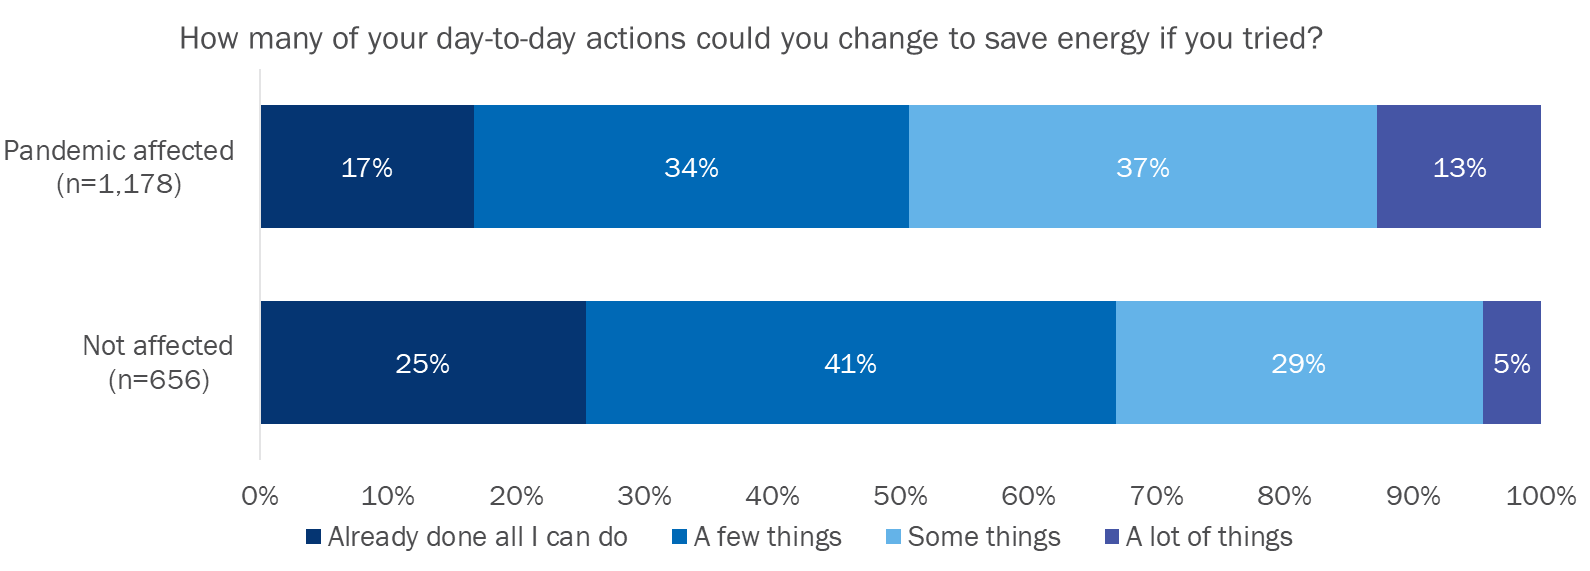 How many of your day-to-day actions could you change to save energy if you tried?
Pandemic affected
(n=1,178)
17%
34%
37%
13%
Not affected
(n=656)
25%
41%
29%
5%
0% 10% 20% 30% 40% 50% 60% 70% 80% 90% 100%
Already done all I can do A few things Some things A lot of things